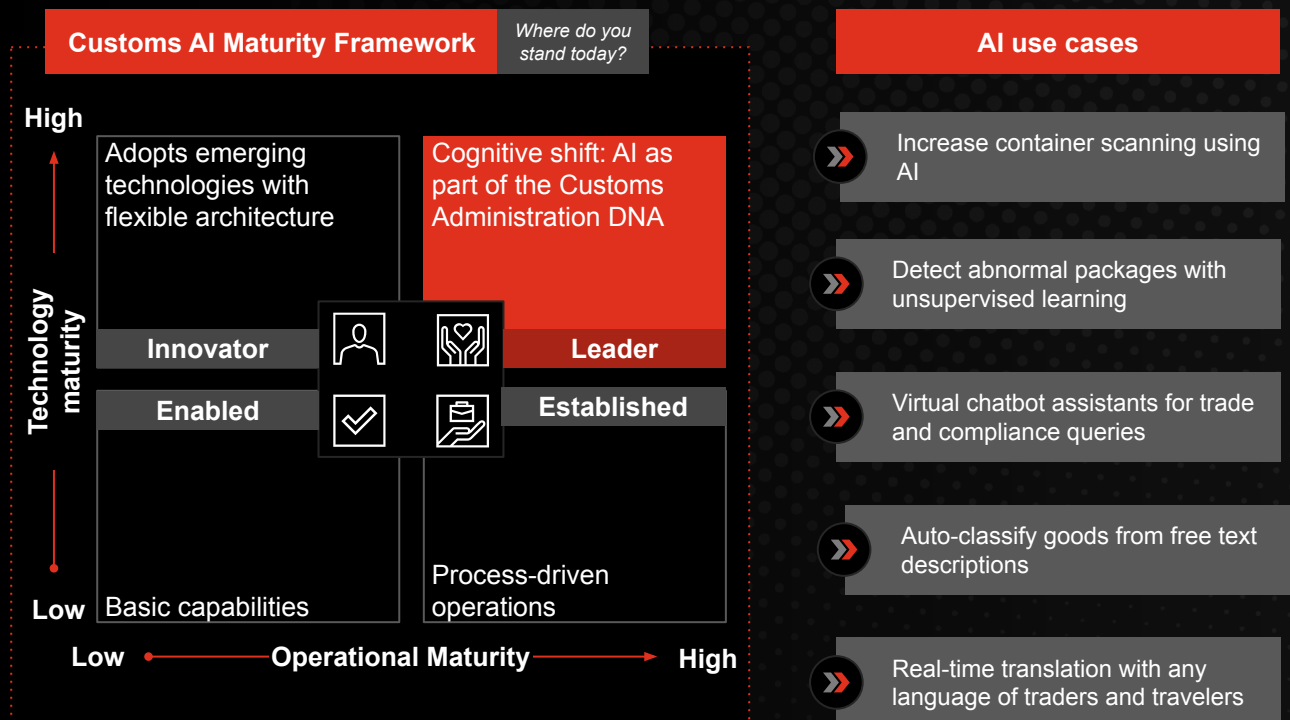 Customs AI Maturity Framework
Where do you
stand today?
High
Adopts emerging
technologies with
flexible architecture
Cognitive shift: AI as
part of the Customs
Administration DNA
Technology
maturity
Innovator
Leader
Enabled
Established
Low
Basic capabilities
Process-driven
operations
Low
Operational Maturity
High
AI use cases
Increase container scanning using
AI
Detect abnormal packages with
unsupervised learning
Virtual chatbot assistants for trade
and compliance queries
Auto-classify goods from free text
descriptions
Real-time translation with any
language of traders and travelers